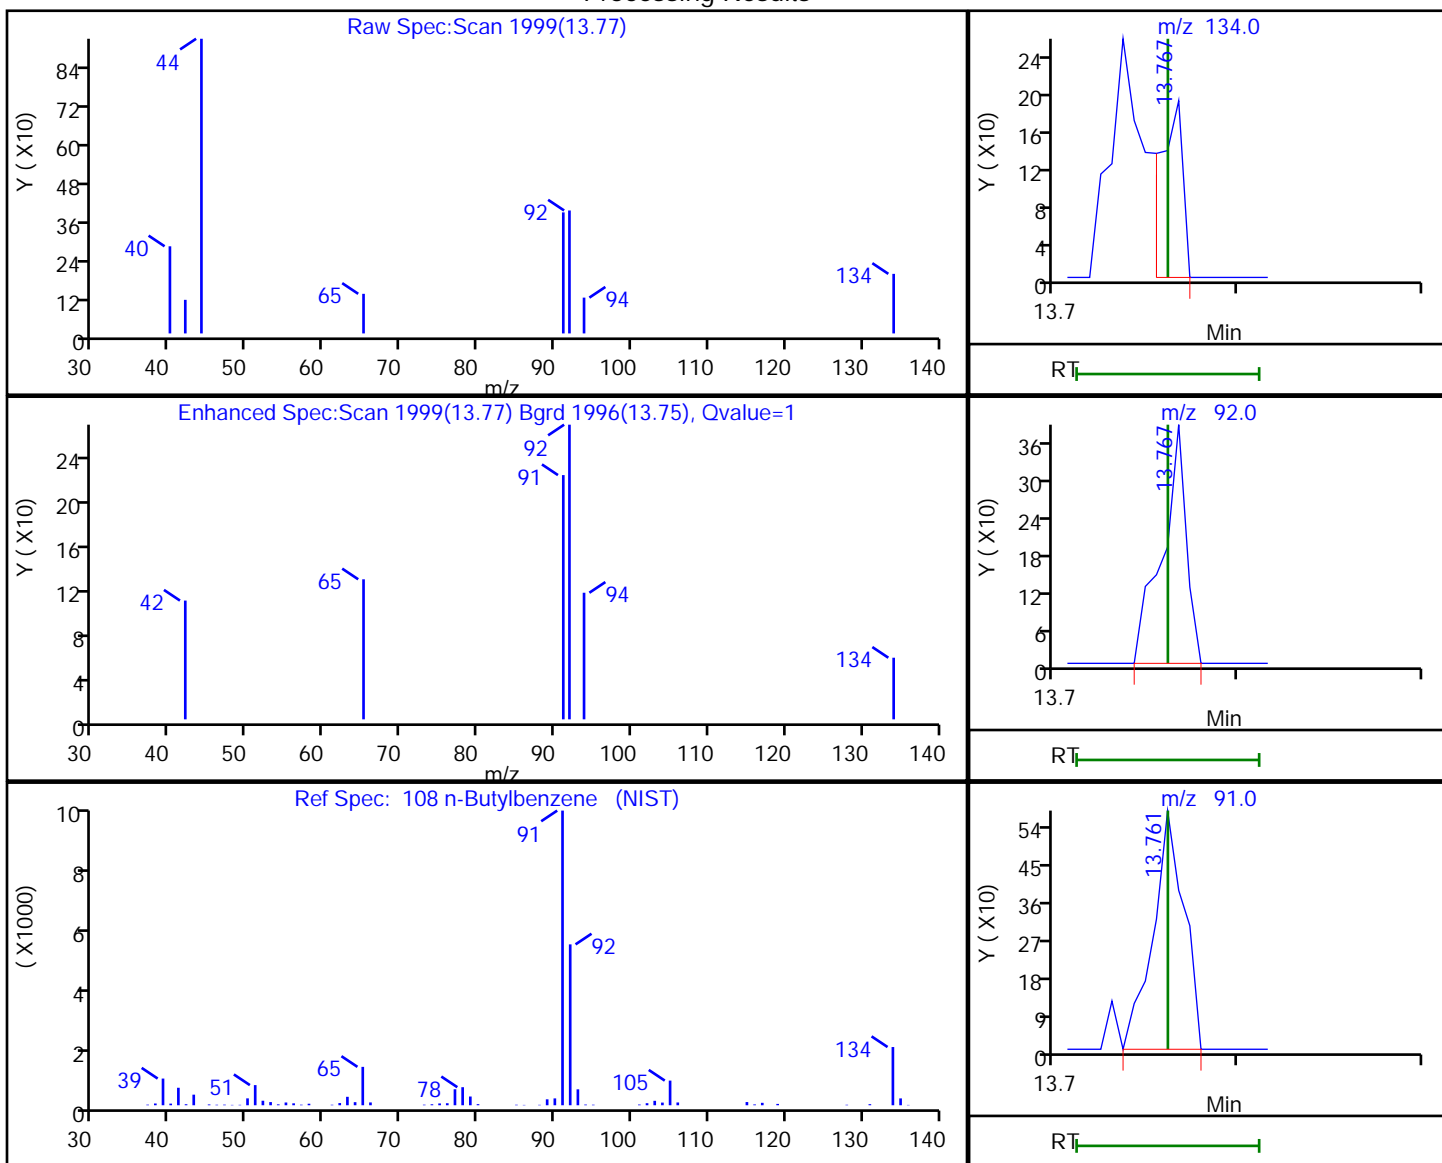 Processing Results
Raw Spec:Scan 1999(13.77)
Y ( X10)
84
72
60
48
36
24
12
0
44
40
65
92
94
134
30 40 50 60 70 80 90 100 110 120 130 140
m/z
m/z 134.0
Y ( X10)
24
20
16
12
8
4
0
13.767
13.7
Min
RT
Enhanced Spec:Scan 1999(13.77) Bgrd 1996(13.75), Qvalue=1
Y ( X10)
24
20
16
12
8
4
0
92
91
42
65
94
134
30 40 50 60 70 80 90 100 110 120 130 140
m/z
m/z 92.0
Y ( X10)
36
30
24
18
12
6
0
13.767
13.7
Min
RT
Ref Spec: 108 n-Butylbenzene (NIST)
( X1000)
10
8
6
4
2
0
91
92
39
51
65
78
105
134
30 40 50 60 70 80 90 100 110 120 130 140
m/z 91.0
Y ( X10)
54
45
36
27
18
9
0
13.761
13.7
Min
RT